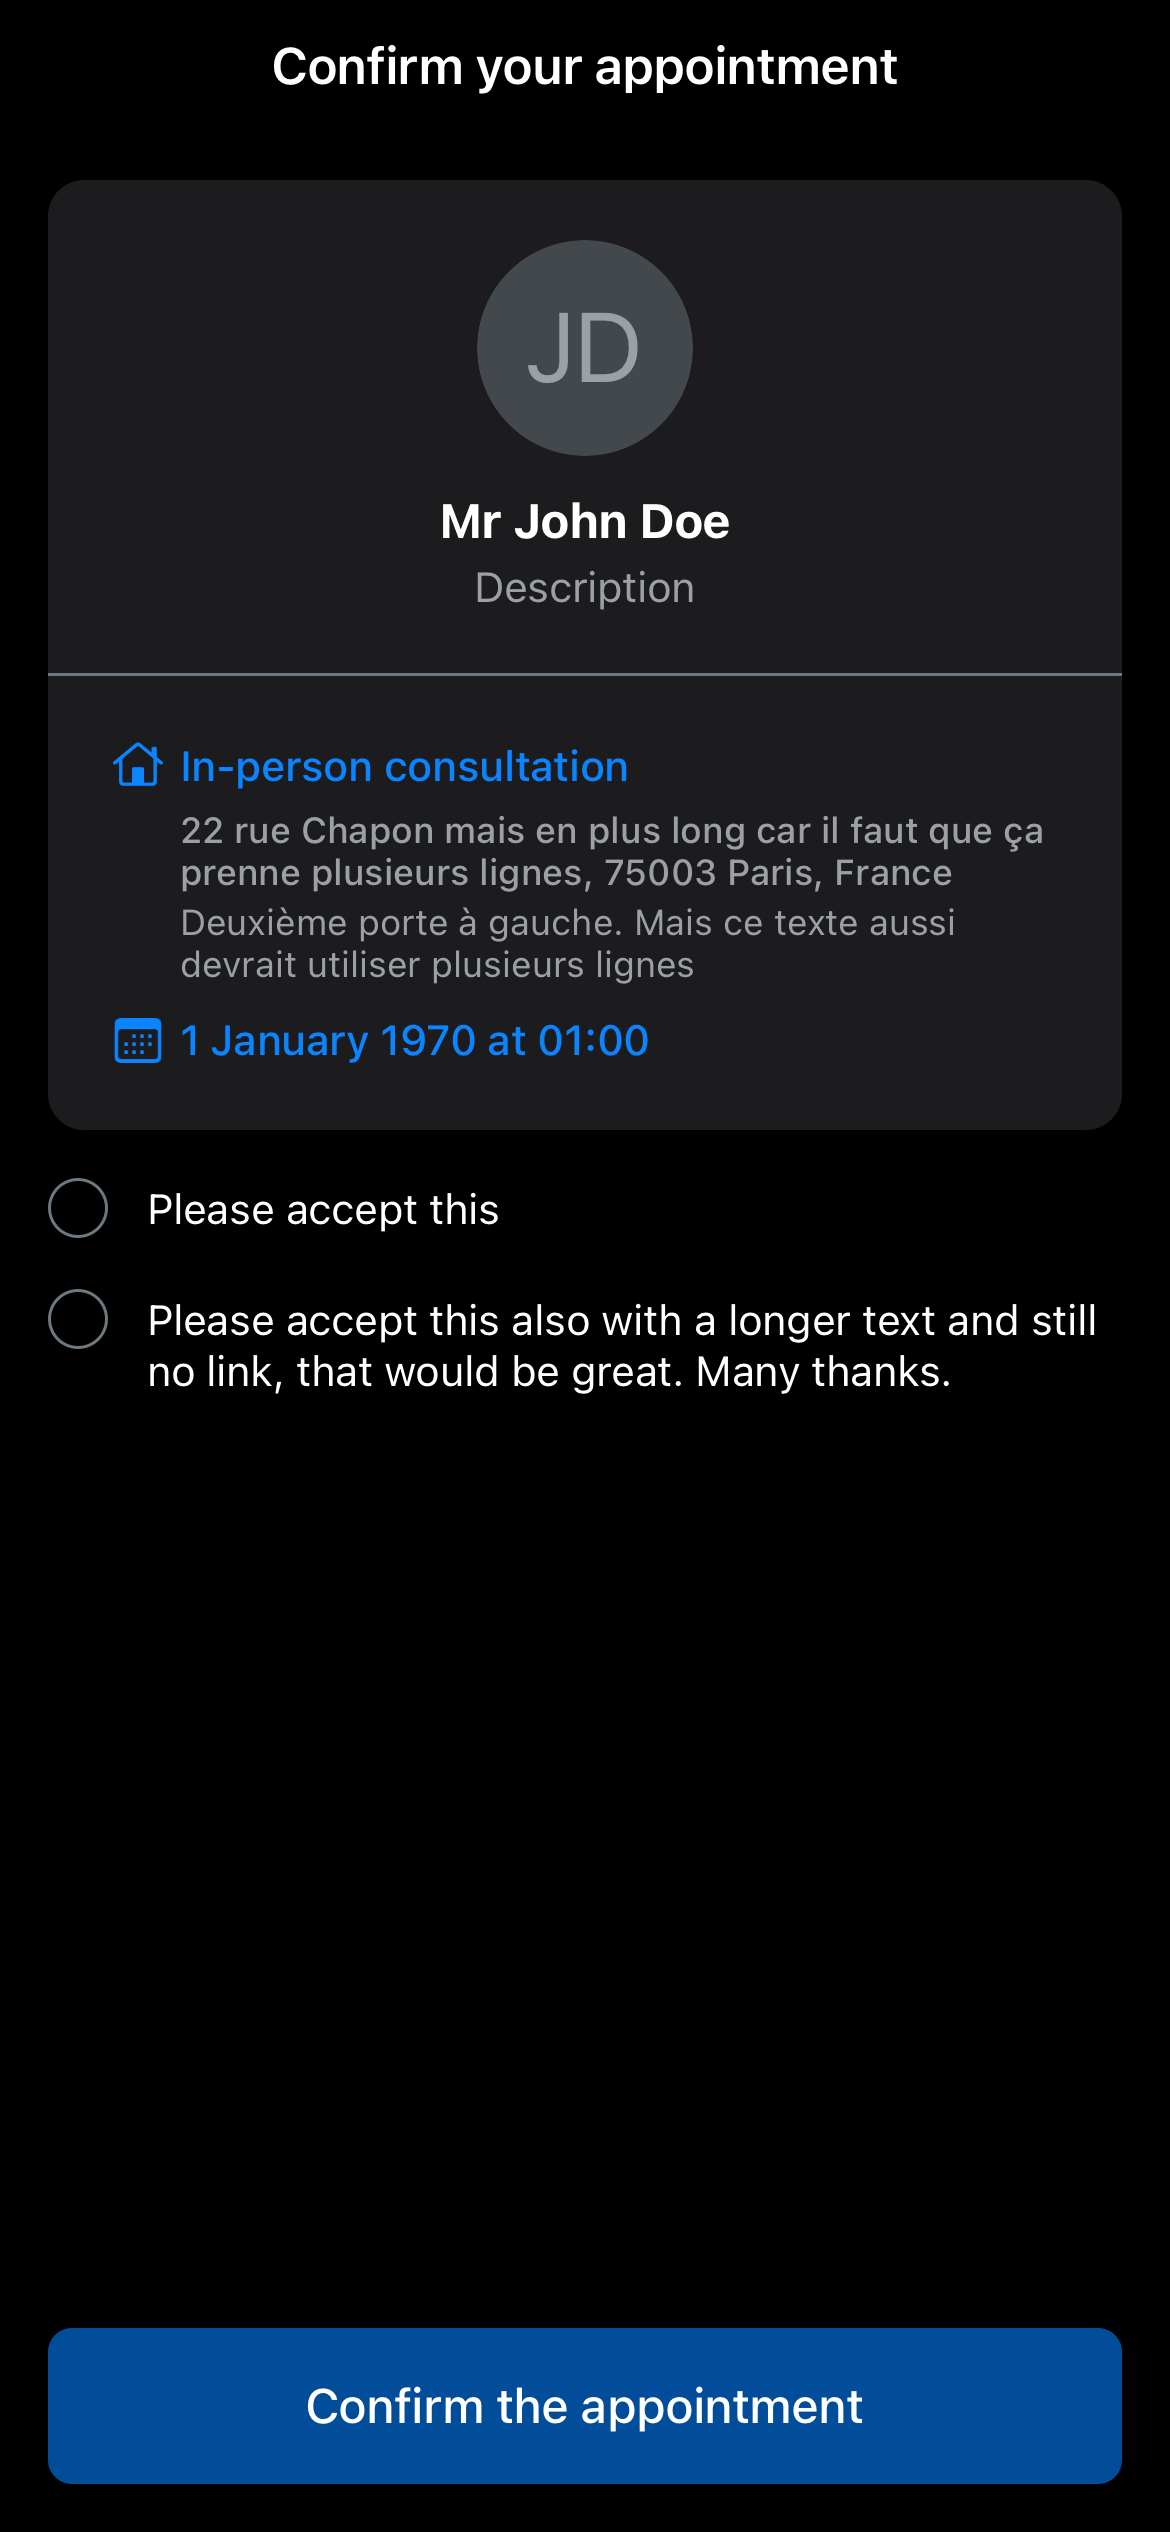 Confirm your appointment
JD
Mr John Doe
Description
In-person consultation
22 rue Chapon mais en plus long car il faut que ça
prenne plusieurs lignes, 75003 Paris, France
Deuxième porte à gauche. Mais ce texte aussi
devrait utiliser plusieurs lignes
1 January 1970 at 01:00
Please accept this
Please accept this also with a longer text and still
no link, that would be great. Many thanks.
Confirm the appointment